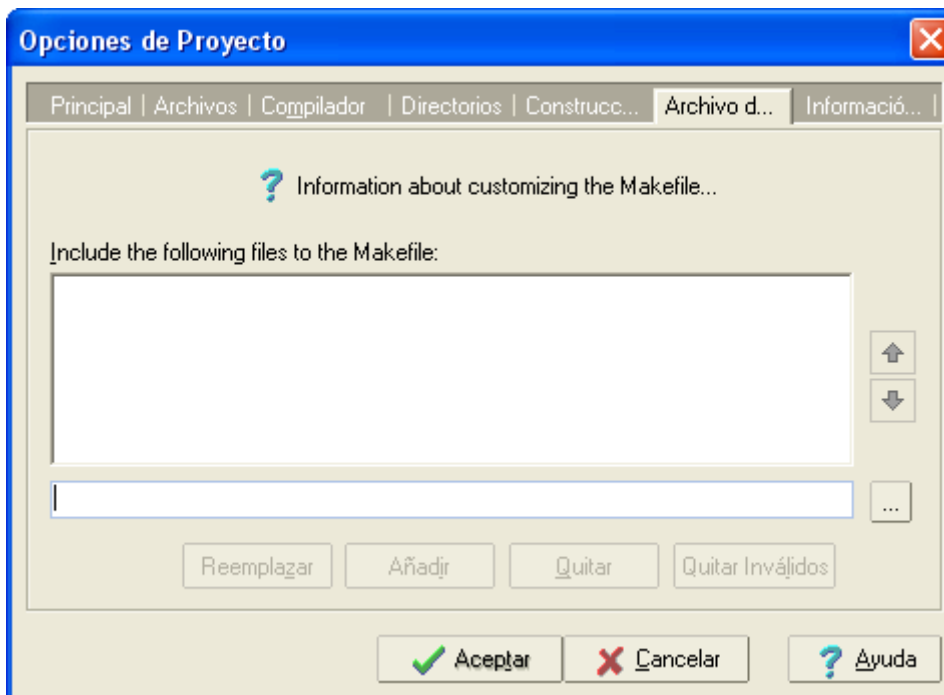 Opciones de Proyecto
Principal | Archivos | Compilador | Directorios | Construcc... Archivo d... Informació... |
Information about customizing the Makefile...
Include the following files to the Makefile:
...
Reemplazar Añadir Quitar Quitar Inválidos
Aceptar Cancelar Ayuda